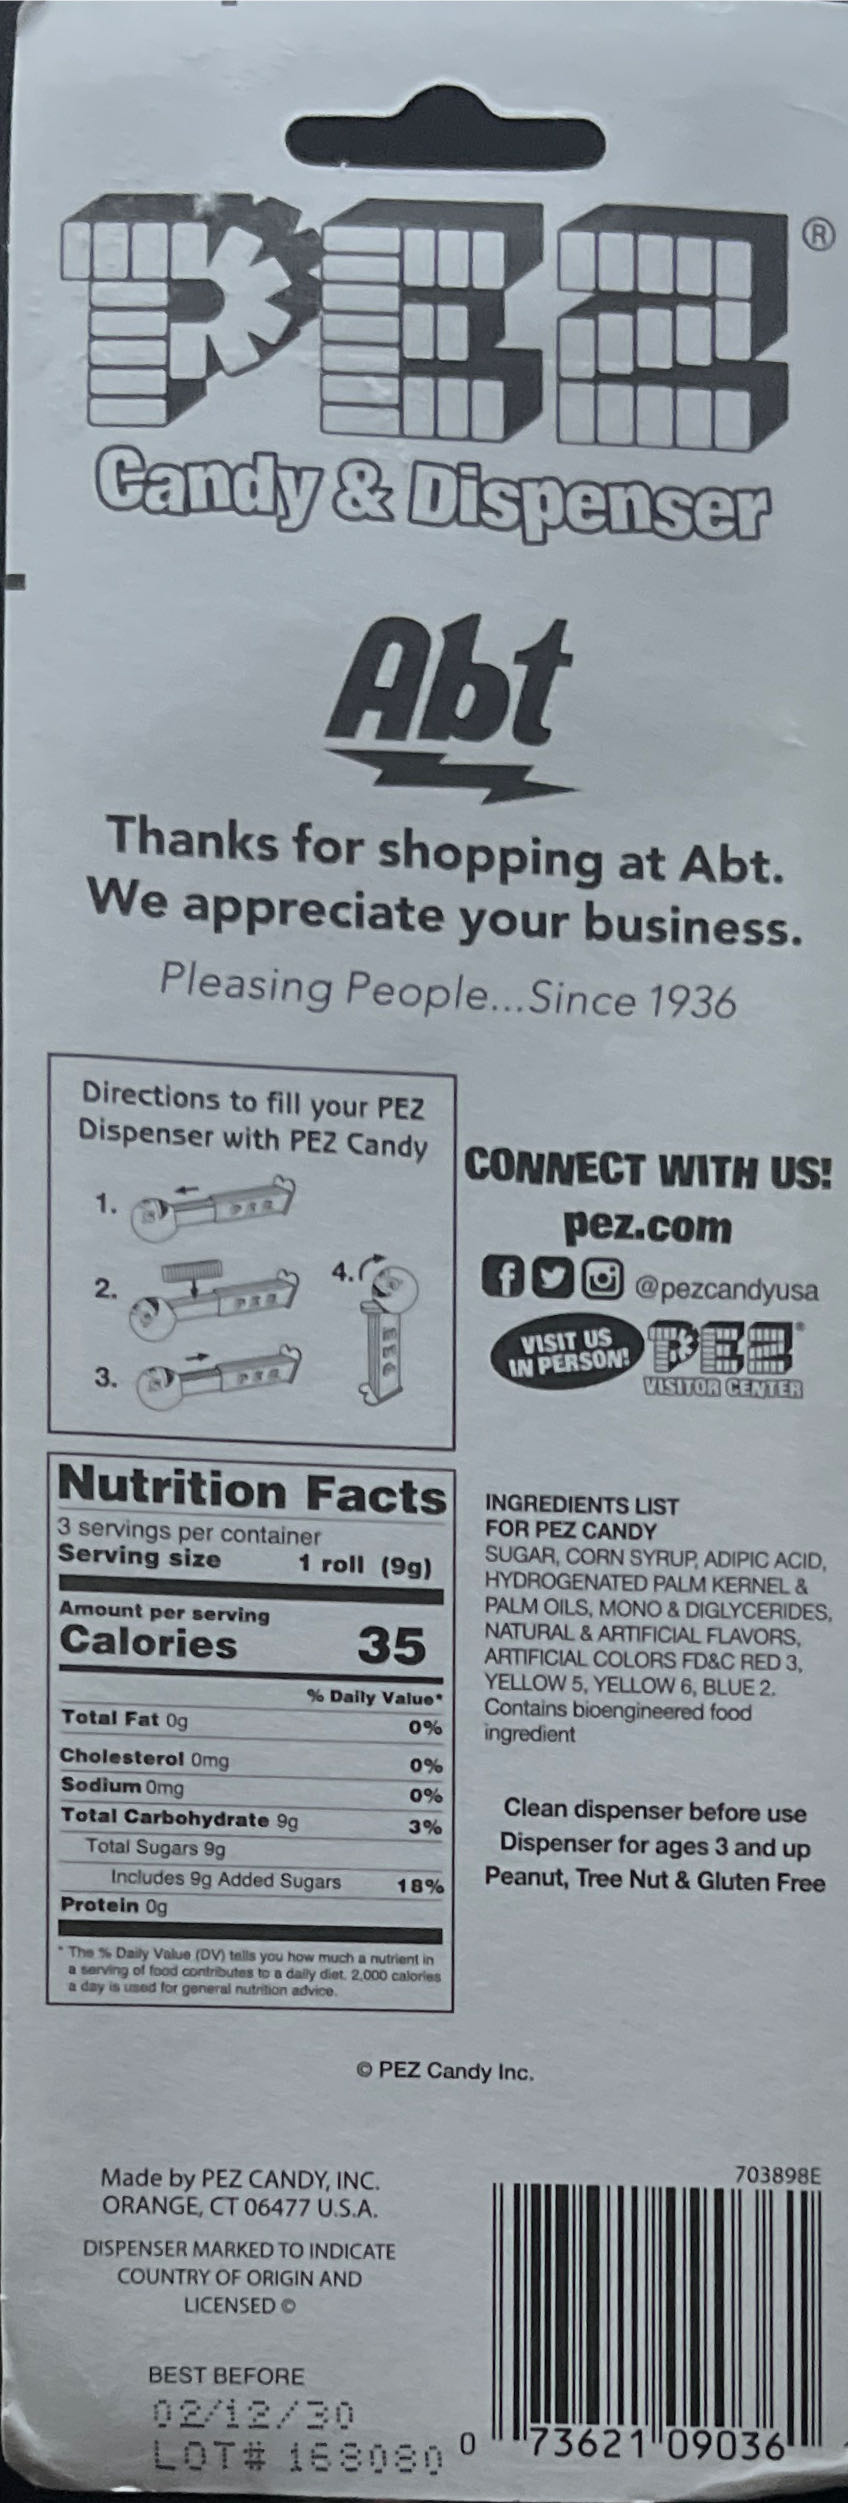 PEZ®
Candy & Dispenser
Abt
Thanks for shopping at Abt.
We appreciate your business.
Pleasing People...Since 1936
Directions to fill your PEZ
Dispenser with PEZ Candy
1.
PEZ
2.
PEZ
3.
PEZ
4.
PEZ
CONNECT WITH US!
pez.com
@pezcandyusa
VISIT US
IN PERSON!
PEZ®
VISITOR CENTER
Nutrition Facts
3 servings per container
Serving size 1 roll (9g)
Amount per serving
Calories 35
% Daily Value*
Total Fat 0g 0%
Cholesterol 0mg 0%
Sodium 0mg 0%
Total Carbohydrate 9g 3%
Total Sugars 9g
Includes 9g Added Sugars 18%
Protein 0g
* The % Daily Value (DV) tells you how much a nutrient in
a serving of food contributes to a daily diet. 2,000 calories
a day is used for general nutrition advice.
INGREDIENTS LIST
FOR PEZ CANDY
SUGAR, CORN SYRUP, ADIPIC ACID,
HYDROGENATED PALM KERNEL &
PALM OILS, MONO & DIGLYCERIDES,
NATURAL & ARTIFICIAL FLAVORS,
ARTIFICIAL COLORS FD&C RED 3,
YELLOW 5, YELLOW 6, BLUE 2.
Contains bioengineered food
ingredient
Clean dispenser before use
Dispenser for ages 3 and up
Peanut, Tree Nut & Gluten Free
© PEZ Candy Inc.
Made by PEZ CANDY, INC.
ORANGE, CT 06477 U.S.A.
DISPENSER MARKED TO INDICATE
COUNTRY OF ORIGIN AND
LICENSED ©
BEST BEFORE
02/12/30
LOT# 168080
703898E
0 73621 09036